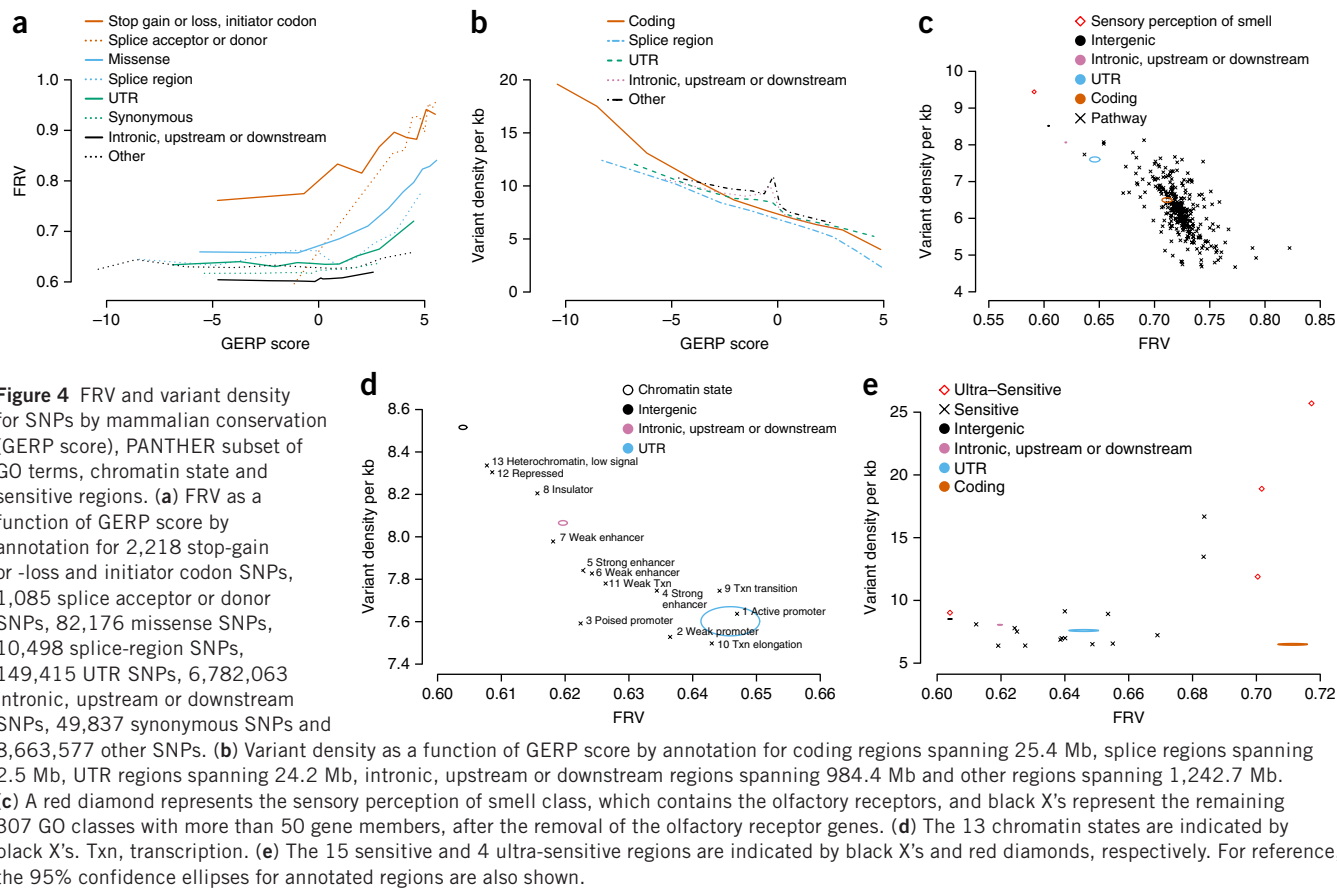 a
Stop gain or loss, initiator codon
Splice acceptor or donor
Missense
Splice region
UTR
Synonymous
Intronic, upstream or downstream
Other
FRV
1.0
0.9
0.8
0.7
0.6
−10
−5
0
5
GERP score
b
Coding
Splice region
UTR
Intronic, upstream or downstream
Other
Variant density per kb
20
15
10
5
0
−10
−5
0
5
GERP score
c
Sensory perception of smell
Intergenic
Intronic, upstream or downstream
UTR
Coding
Pathway
Variant density per kb
10
9
8
7
6
5
4
0.55
0.60
0.65
0.70
0.75
0.80
0.85
FRV
d
Chromatin state
Intergenic
Intronic, upstream or downstream
UTR
Variant density per kb
8.6
8.4
8.2
8.0
7.8
7.6
7.4
13 Heterochromatin, low signal
12 Repressed
8 Insulator
7 Weak enhancer
5 Strong enhancer
6 Weak enhancer
11 Weak Txn
4 Strong
enhancer
9 Txn transition
1 Active promoter
3 Poised promoter
2 Weak promoter
10 Txn elongation
0.60
0.61
0.62
0.63
0.64
0.65
0.66
FRV
e
Ultra–Sensitive
Sensitive
Intergenic
Intronic, upstream or downstream
UTR
Coding
Variant density per kb
25
20
15
10
5
0.60
0.62
0.64
0.66
0.68
0.70
0.72
FRV
Figure 4 FRV and variant density
for SNPs by mammalian conservation
(GERP score), PANTHER subset of
GO terms, chromatin state and
sensitive regions. (a) FRV as a
function of GERP score by
annotation for 2,218 stop-gain
or -loss and initiator codon SNPs,
1,085 splice acceptor or donor
SNPs, 82,176 missense SNPs,
10,498 splice-region SNPs,
149,415 UTR SNPs, 6,782,063
intronic, upstream or downstream
SNPs, 49,837 synonymous SNPs and
8,663,577 other SNPs. (b) Variant density as a function of GERP score by annotation for coding regions spanning 25.4 Mb, splice regions spanning
2.5 Mb, UTR regions spanning 24.2 Mb, intronic, upstream or downstream regions spanning 984.4 Mb and other regions spanning 1,242.7 Mb.
(c) A red diamond represents the sensory perception of smell class, which contains the olfactory receptors, and black X's represent the remaining
307 GO classes with more than 50 gene members, after the removal of the olfactory receptor genes. (d) The 13 chromatin states are indicated by
black X's. Txn, transcription. (e) The 15 sensitive and 4 ultra-sensitive regions are indicated by black X's and red diamonds, respectively. For reference,
the 95% confidence ellipses for annotated regions are also shown.